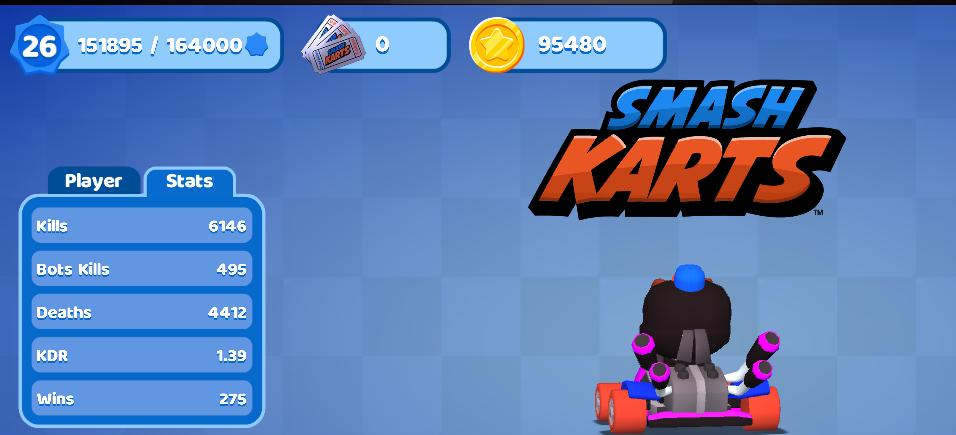 26 151895 / 164000 0 95480
SMASH
KARTS
KARTS™
Player Stats
Kills 6146
Bots Kills 495
Deaths 4412
KDR 1.39
Wins 275